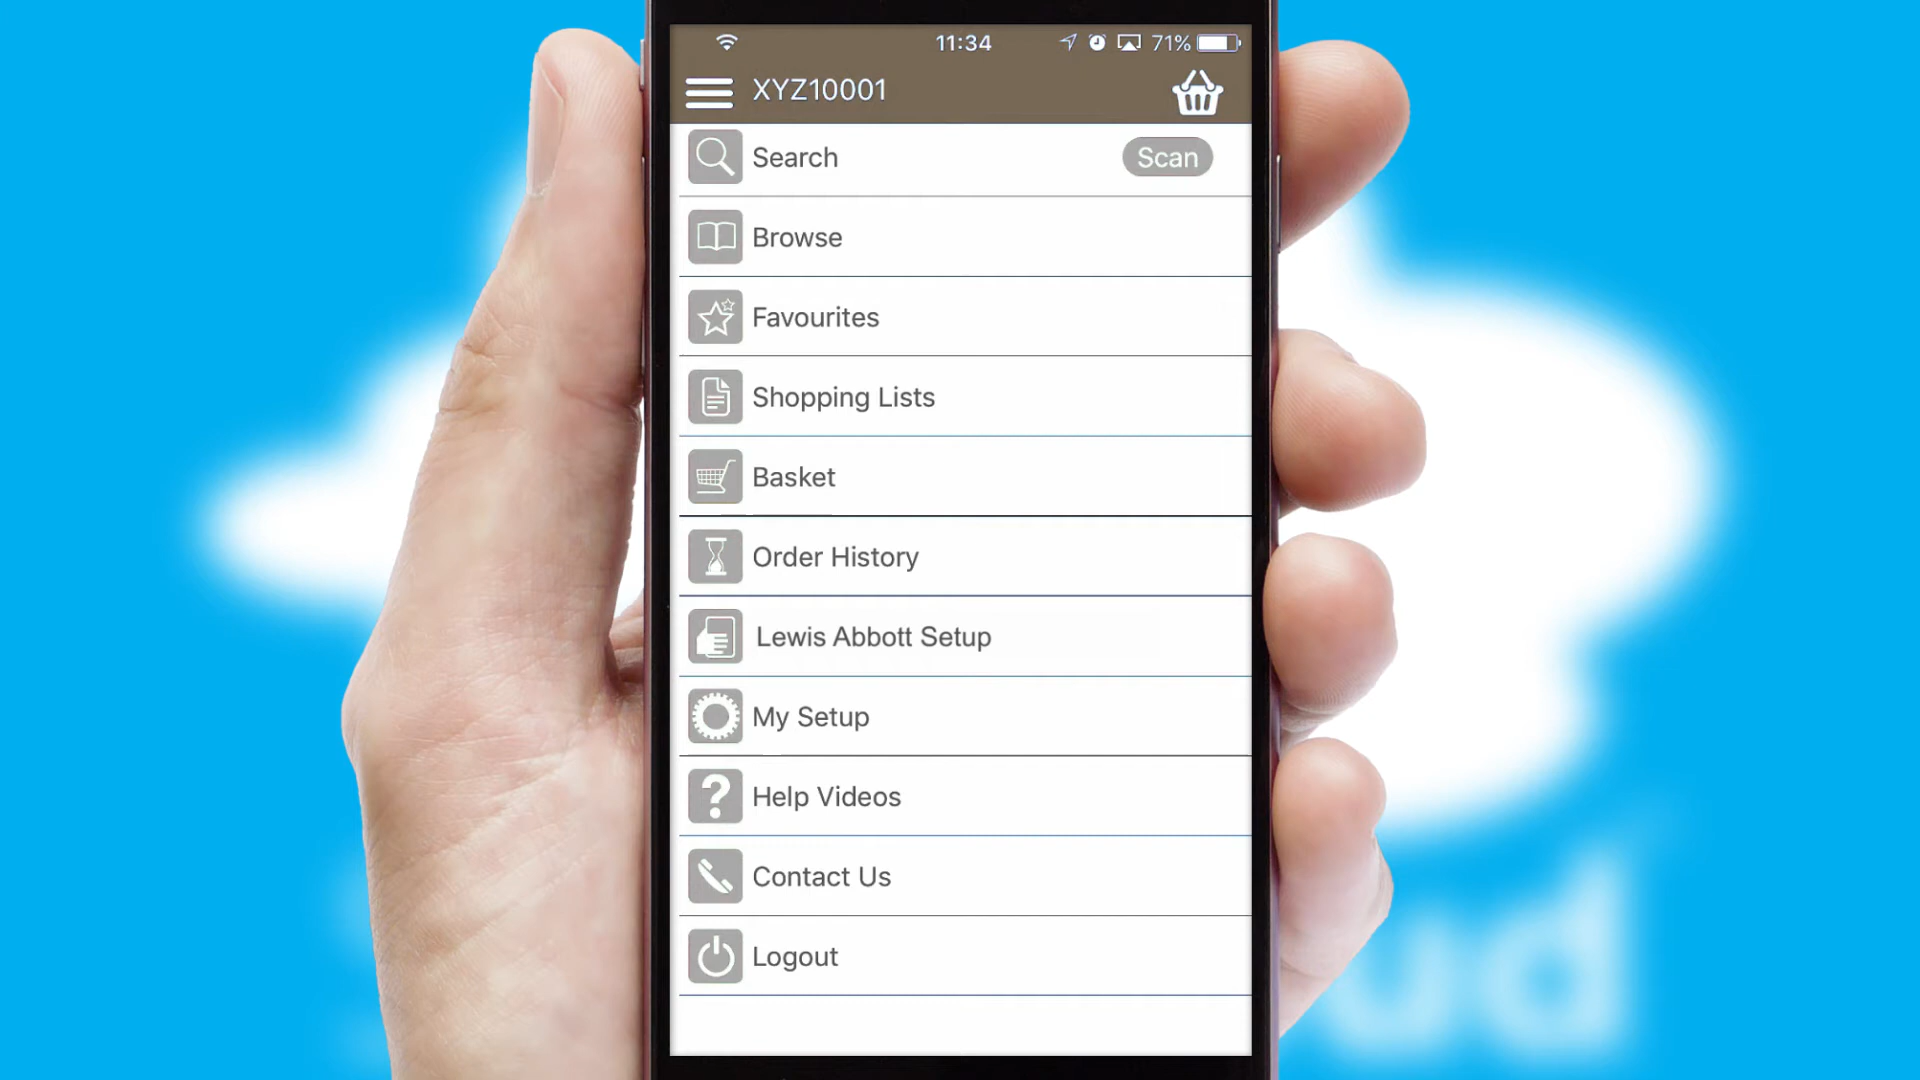 11:34
71%
XYZ10001
Search
Scan
Browse
Favourites
Shopping Lists
Basket
Order History
Lewis Abbott Setup
My Setup
Help Videos
Contact Us
Logout
ud